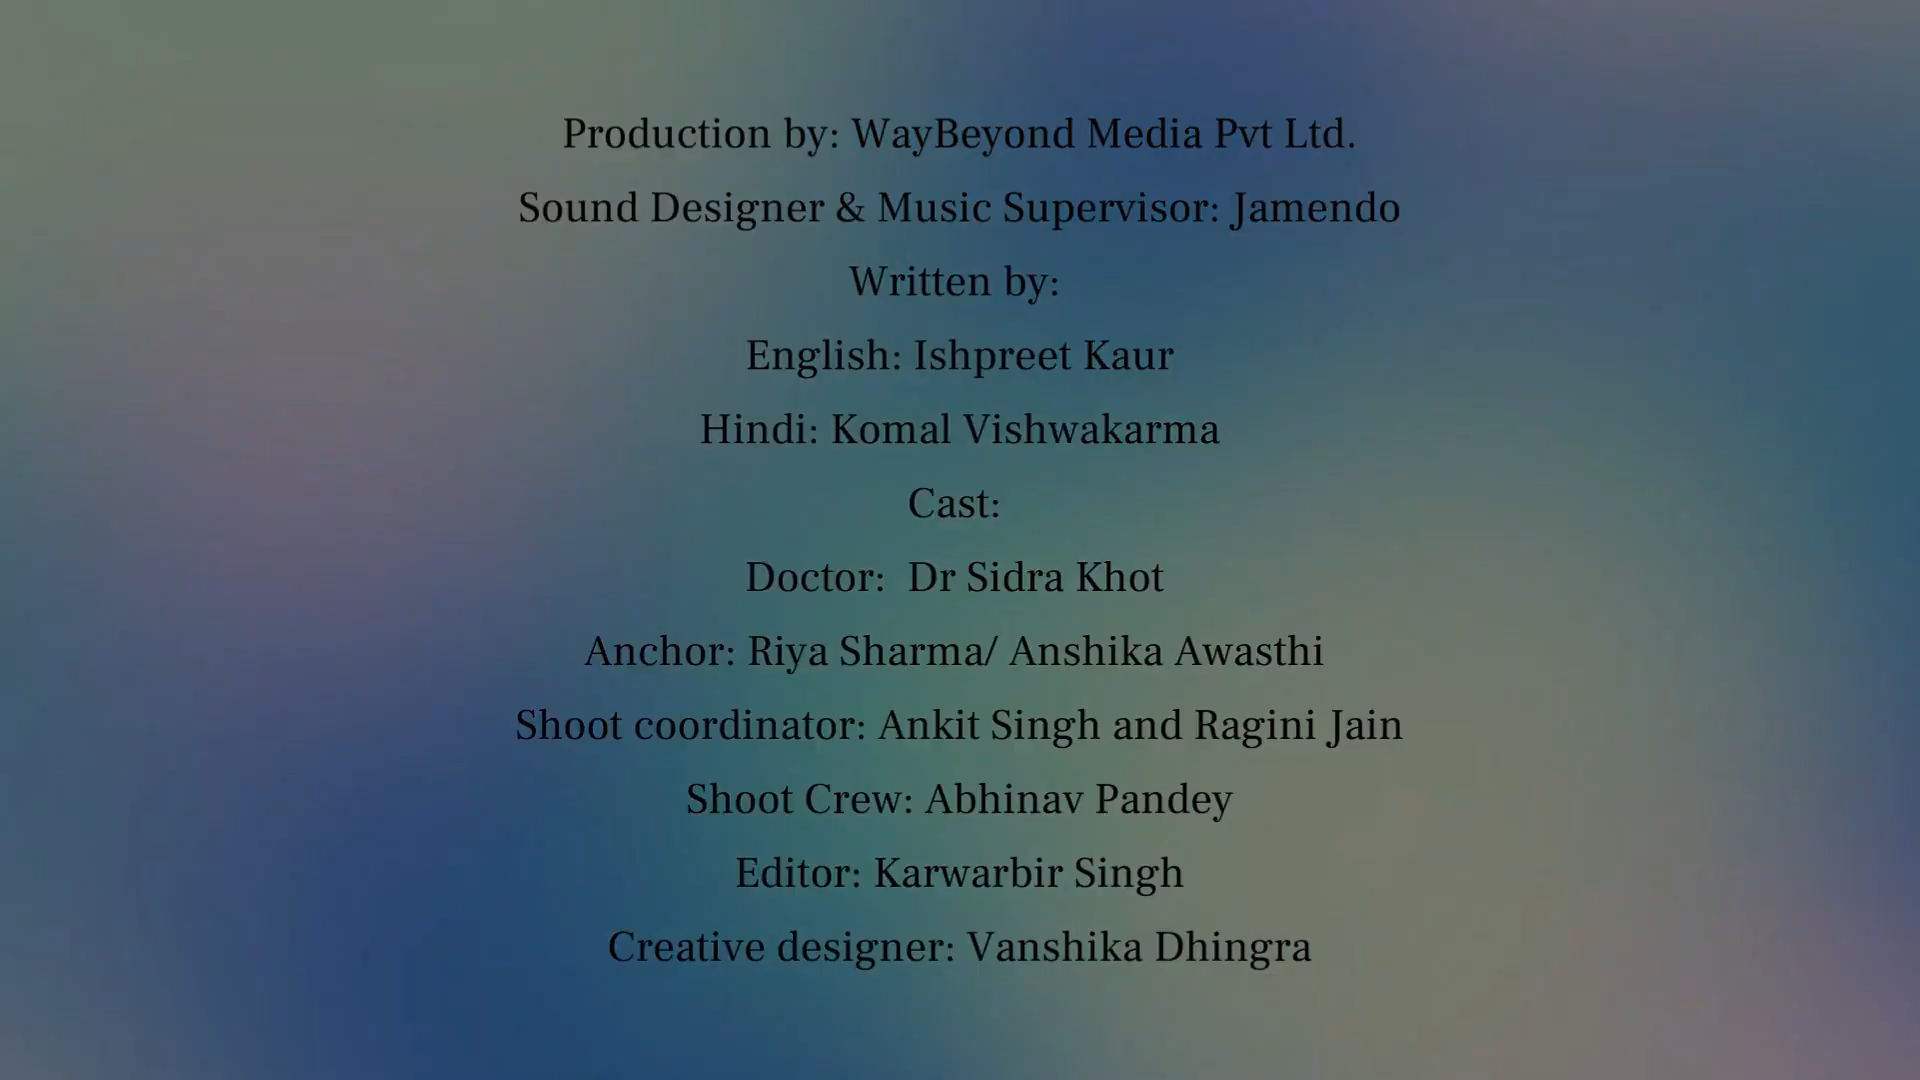 Production by: WayBeyond Media Pvt Ltd.
Sound Designer & Music Supervisor: Jamendo
Written by:
English: Ishpreet Kaur
Hindi: Komal Vishwakarma
Cast:
Doctor:  Dr Sidra Khot
Anchor: Riya Sharma/ Anshika Awasthi
Shoot coordinator: Ankit Singh and Ragini Jain
Shoot Crew: Abhinav Pandey
Editor: Karwarbir Singh
Creative designer: Vanshika Dhingra